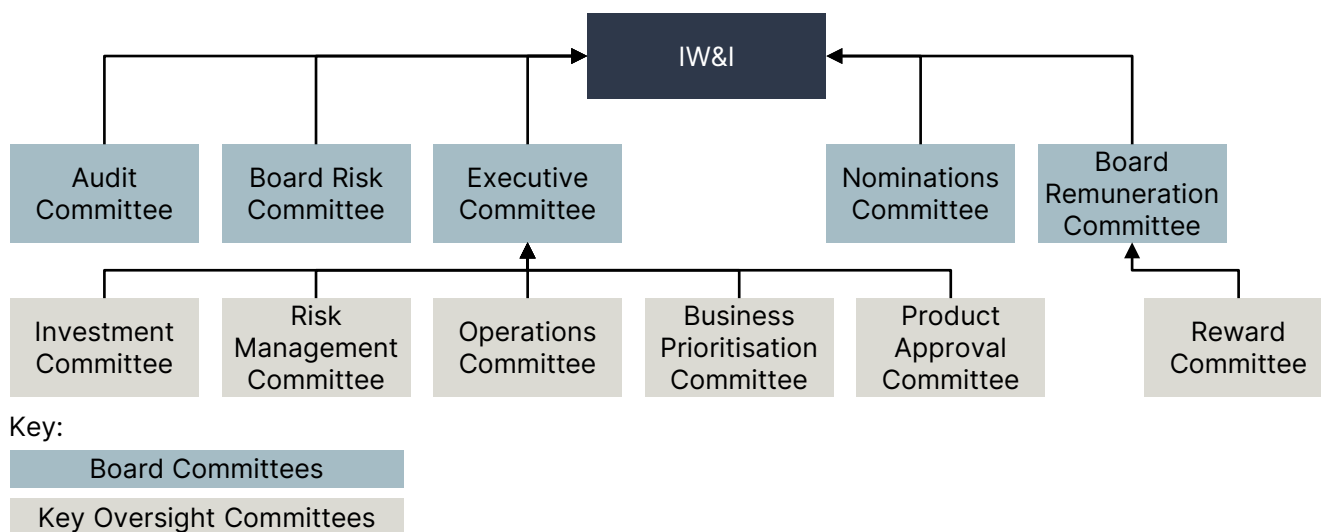 IW&I
Audit
Committee
Board Risk
Committee
Executive
Committee
Nominations
Committee
Board
Remuneration
Committee
Investment
Committee
Risk
Management
Committee
Operations
Committee
Business
Prioritisation
Committee
Product
Approval
Committee
Reward
Committee
Key:
Board Committees
Key Oversight Committees